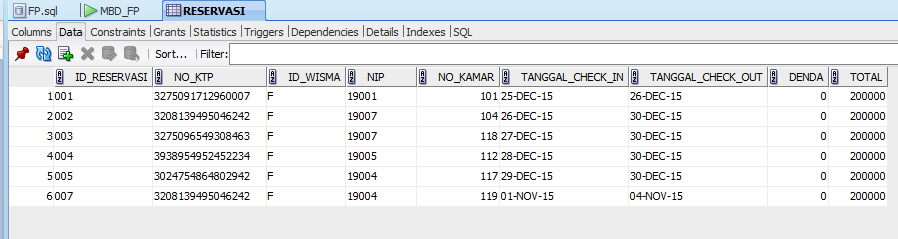 FP.sql MBD_FP RESERVASI
Columns Data Constraints Grants Statistics Triggers Dependencies Details Indexes SQL
Sort... Filter:
ID_RESERVASI NO_KTP ID_WISMA NIP NO_KAMAR TANGGAL_CHECK_IN TANGGAL_CHECK_OUT DENDA TOTAL
1 001 3275091712960007 F 19001 101 25-DEC-15 26-DEC-15 0 200000
2 002 3208139495046242 F 19007 104 26-DEC-15 30-DEC-15 0 200000
3 003 3275096549308463 F 19007 118 27-DEC-15 30-DEC-15 0 200000
4 004 3938954952452234 F 19005 112 28-DEC-15 30-DEC-15 0 200000
5 005 3024754864802942 F 19004 117 29-DEC-15 30-DEC-15 0 200000
6 007 3208139495046242 F 19004 119 01-NOV-15 04-NOV-15 0 200000